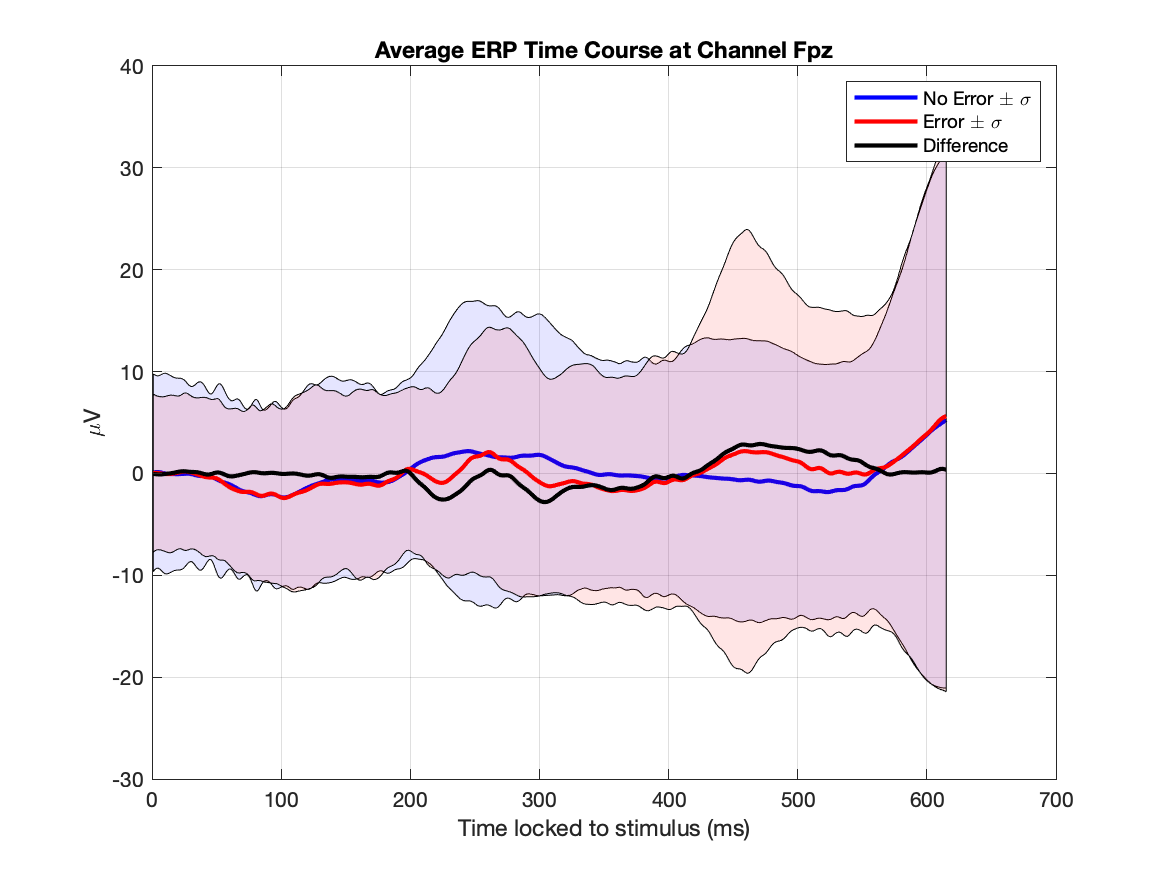 Average ERP Time Course at Channel Fpz
40
30
20
10
0
-10
-20
-30
μV
No Error ± σ
Error ± σ
Difference
0 100 200 300 400 500 600 700
Time locked to stimulus (ms)